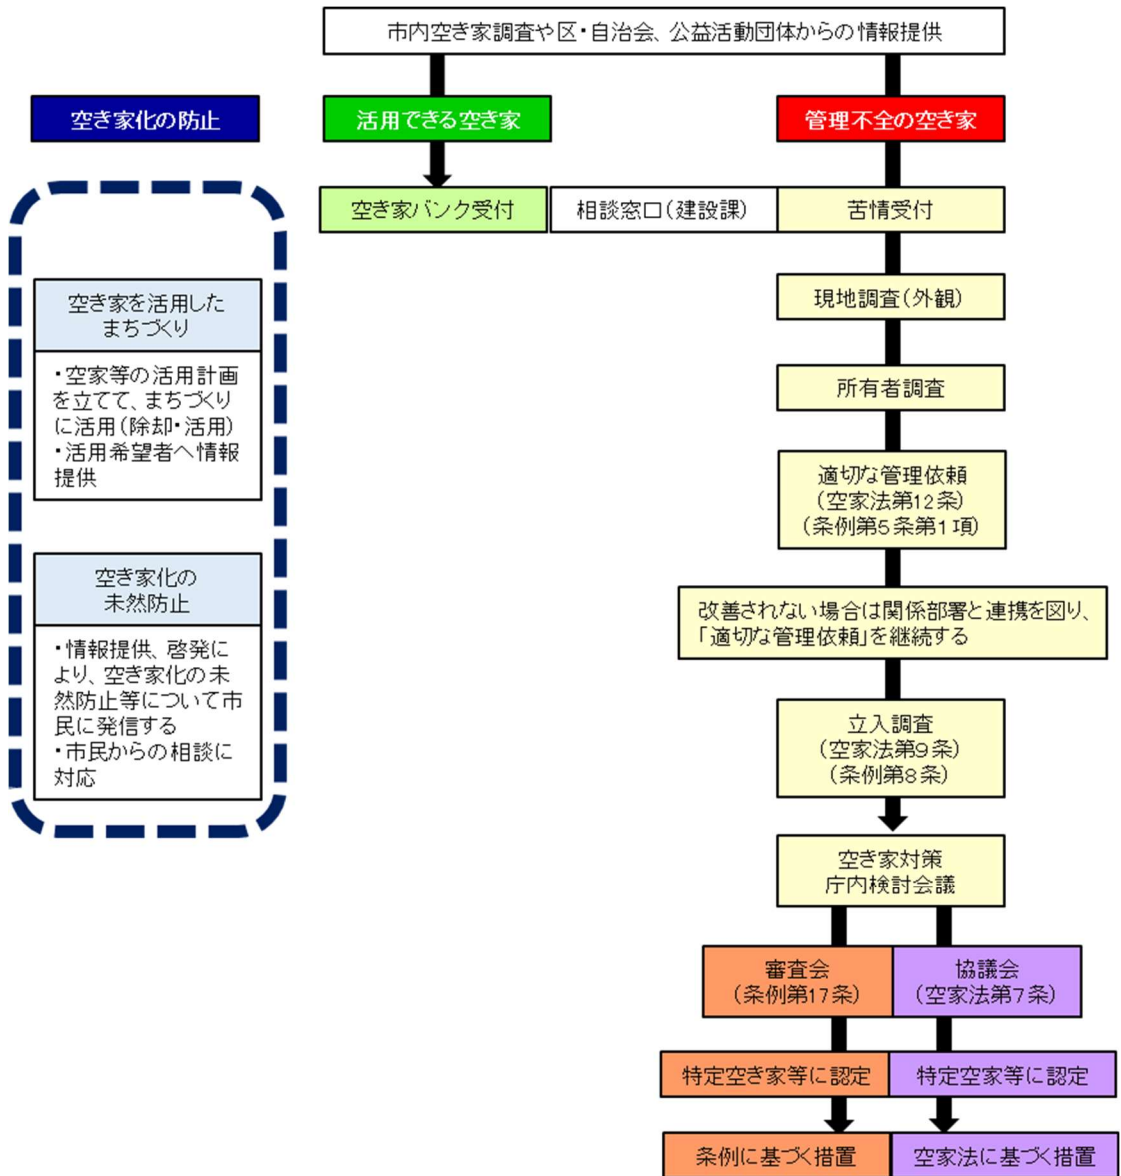 市内空き家調査や区・自治会、公益活動団体からの情報提供
空き家化の防止
活用できる空き家
管理不全の空き家
空き家バンク受付
相談窓口(建設課)
苦情受付
空き家を活用した
まちづくり
・空家等の活用計画
を立てて、まちづくり
に活用(除却・活用)
・活用希望者へ情報
提供
空き家化の
未然防止
・情報提供、啓発に
より、空き家化の未
然防止等について市
民に発信する
・市民からの相談に
対応
現地調査(外観)
所有者調査
適切な管理依頼
(空家法第12条)
(条例第5条第1項)
改善されない場合は関係部署と連携を図り、
「適切な管理依頼」を継続する
立入調査
(空家法第9条)
(条例第8条)
空き家対策
庁内検討会議
審査会
(条例第17条)
協議会
(空家法第7条)
特定空き家等に認定
特定空家等に認定
条例に基づく措置
空家法に基づく措置